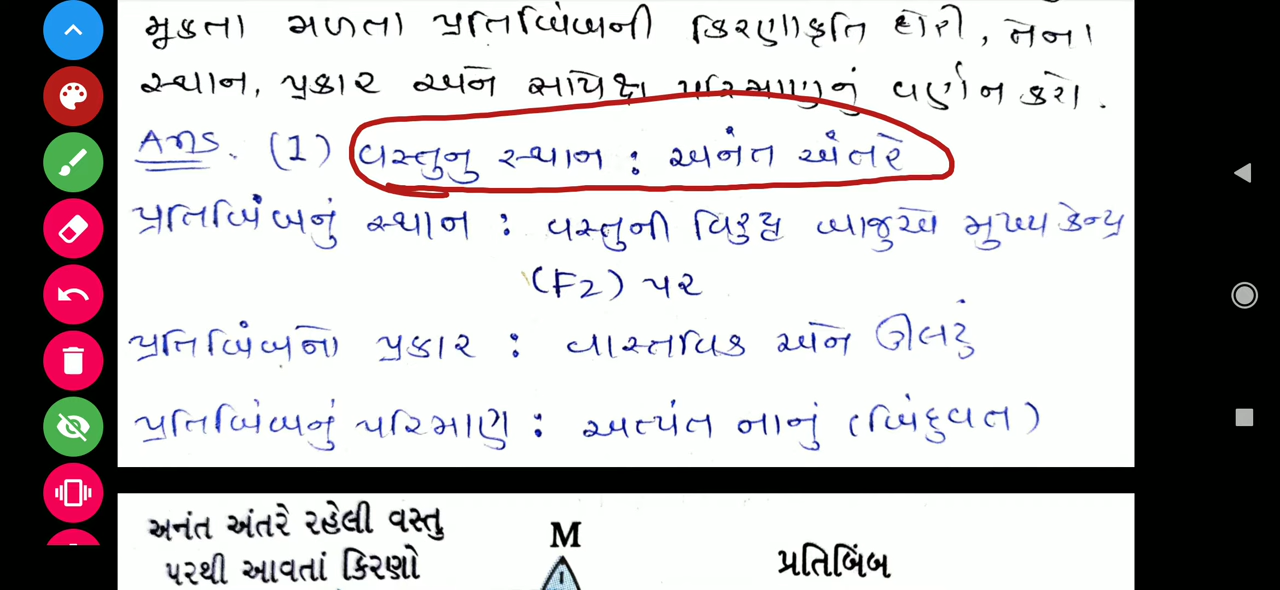 મુકતા મળતા પ્રતિબિંબની કિરણાકૃતિ દોરી, તેના
સ્થાન, પ્રકાર અને સાપેક્ષ પરિમાણનું વર્ણન કરો.
Ans. (1) વસ્તુનુ સ્થાન : અનંત અંતરે
પ્રતિબિંબનું સ્થાન : વસ્તુની વિરુદ્ધ બાજુએ મુખ્ય કેન્દ્ર
(F2) પર
પ્રતિબિંબનો પ્રકાર : વાસ્તવિક અને ઊલટું
પ્રતિબિંબનું પરિમાણ : અત્યંત નાનું (બિંદુવત)
અનંત અંતરે રહેલી વસ્તુ
પરથી આવતાં કિરણો
M
પ્રતિબિંબ